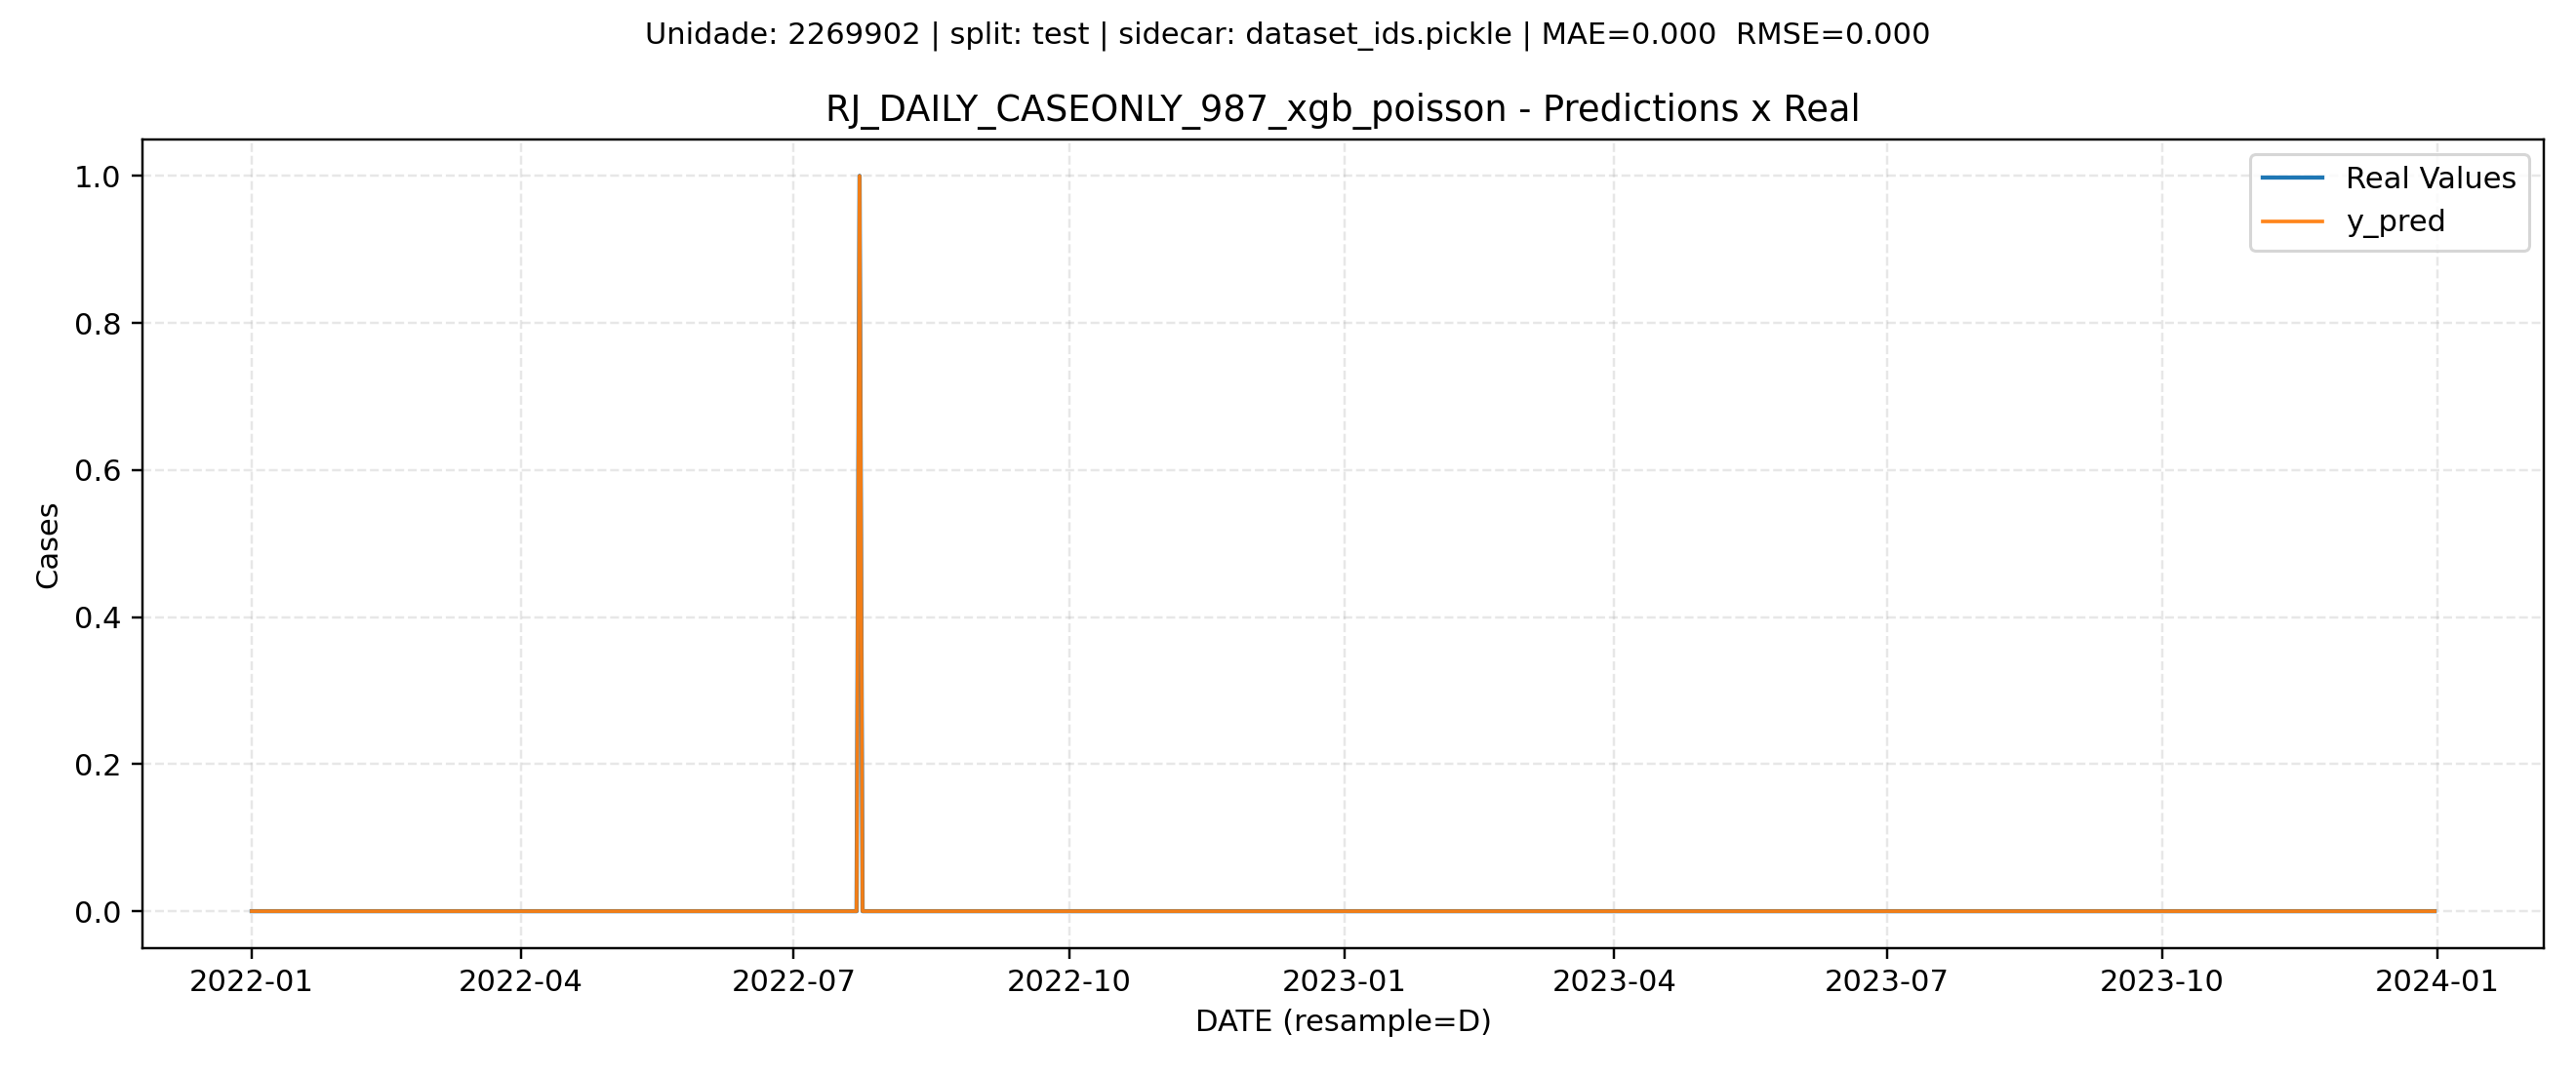 Unidade: 2269902 | split: test | sidecar: dataset_ids.pickle | MAE=0.000  RMSE=0.000
RJ_DAILY_CASEONLY_987_xgb_poisson - Predictions x Real
Real Values
y_pred
1.0
0.8
0.6
0.4
0.2
0.0
Cases
2022-01
2022-04
2022-07
2022-10
2023-01
2023-04
2023-07
2023-10
2024-01
DATE (resample=D)